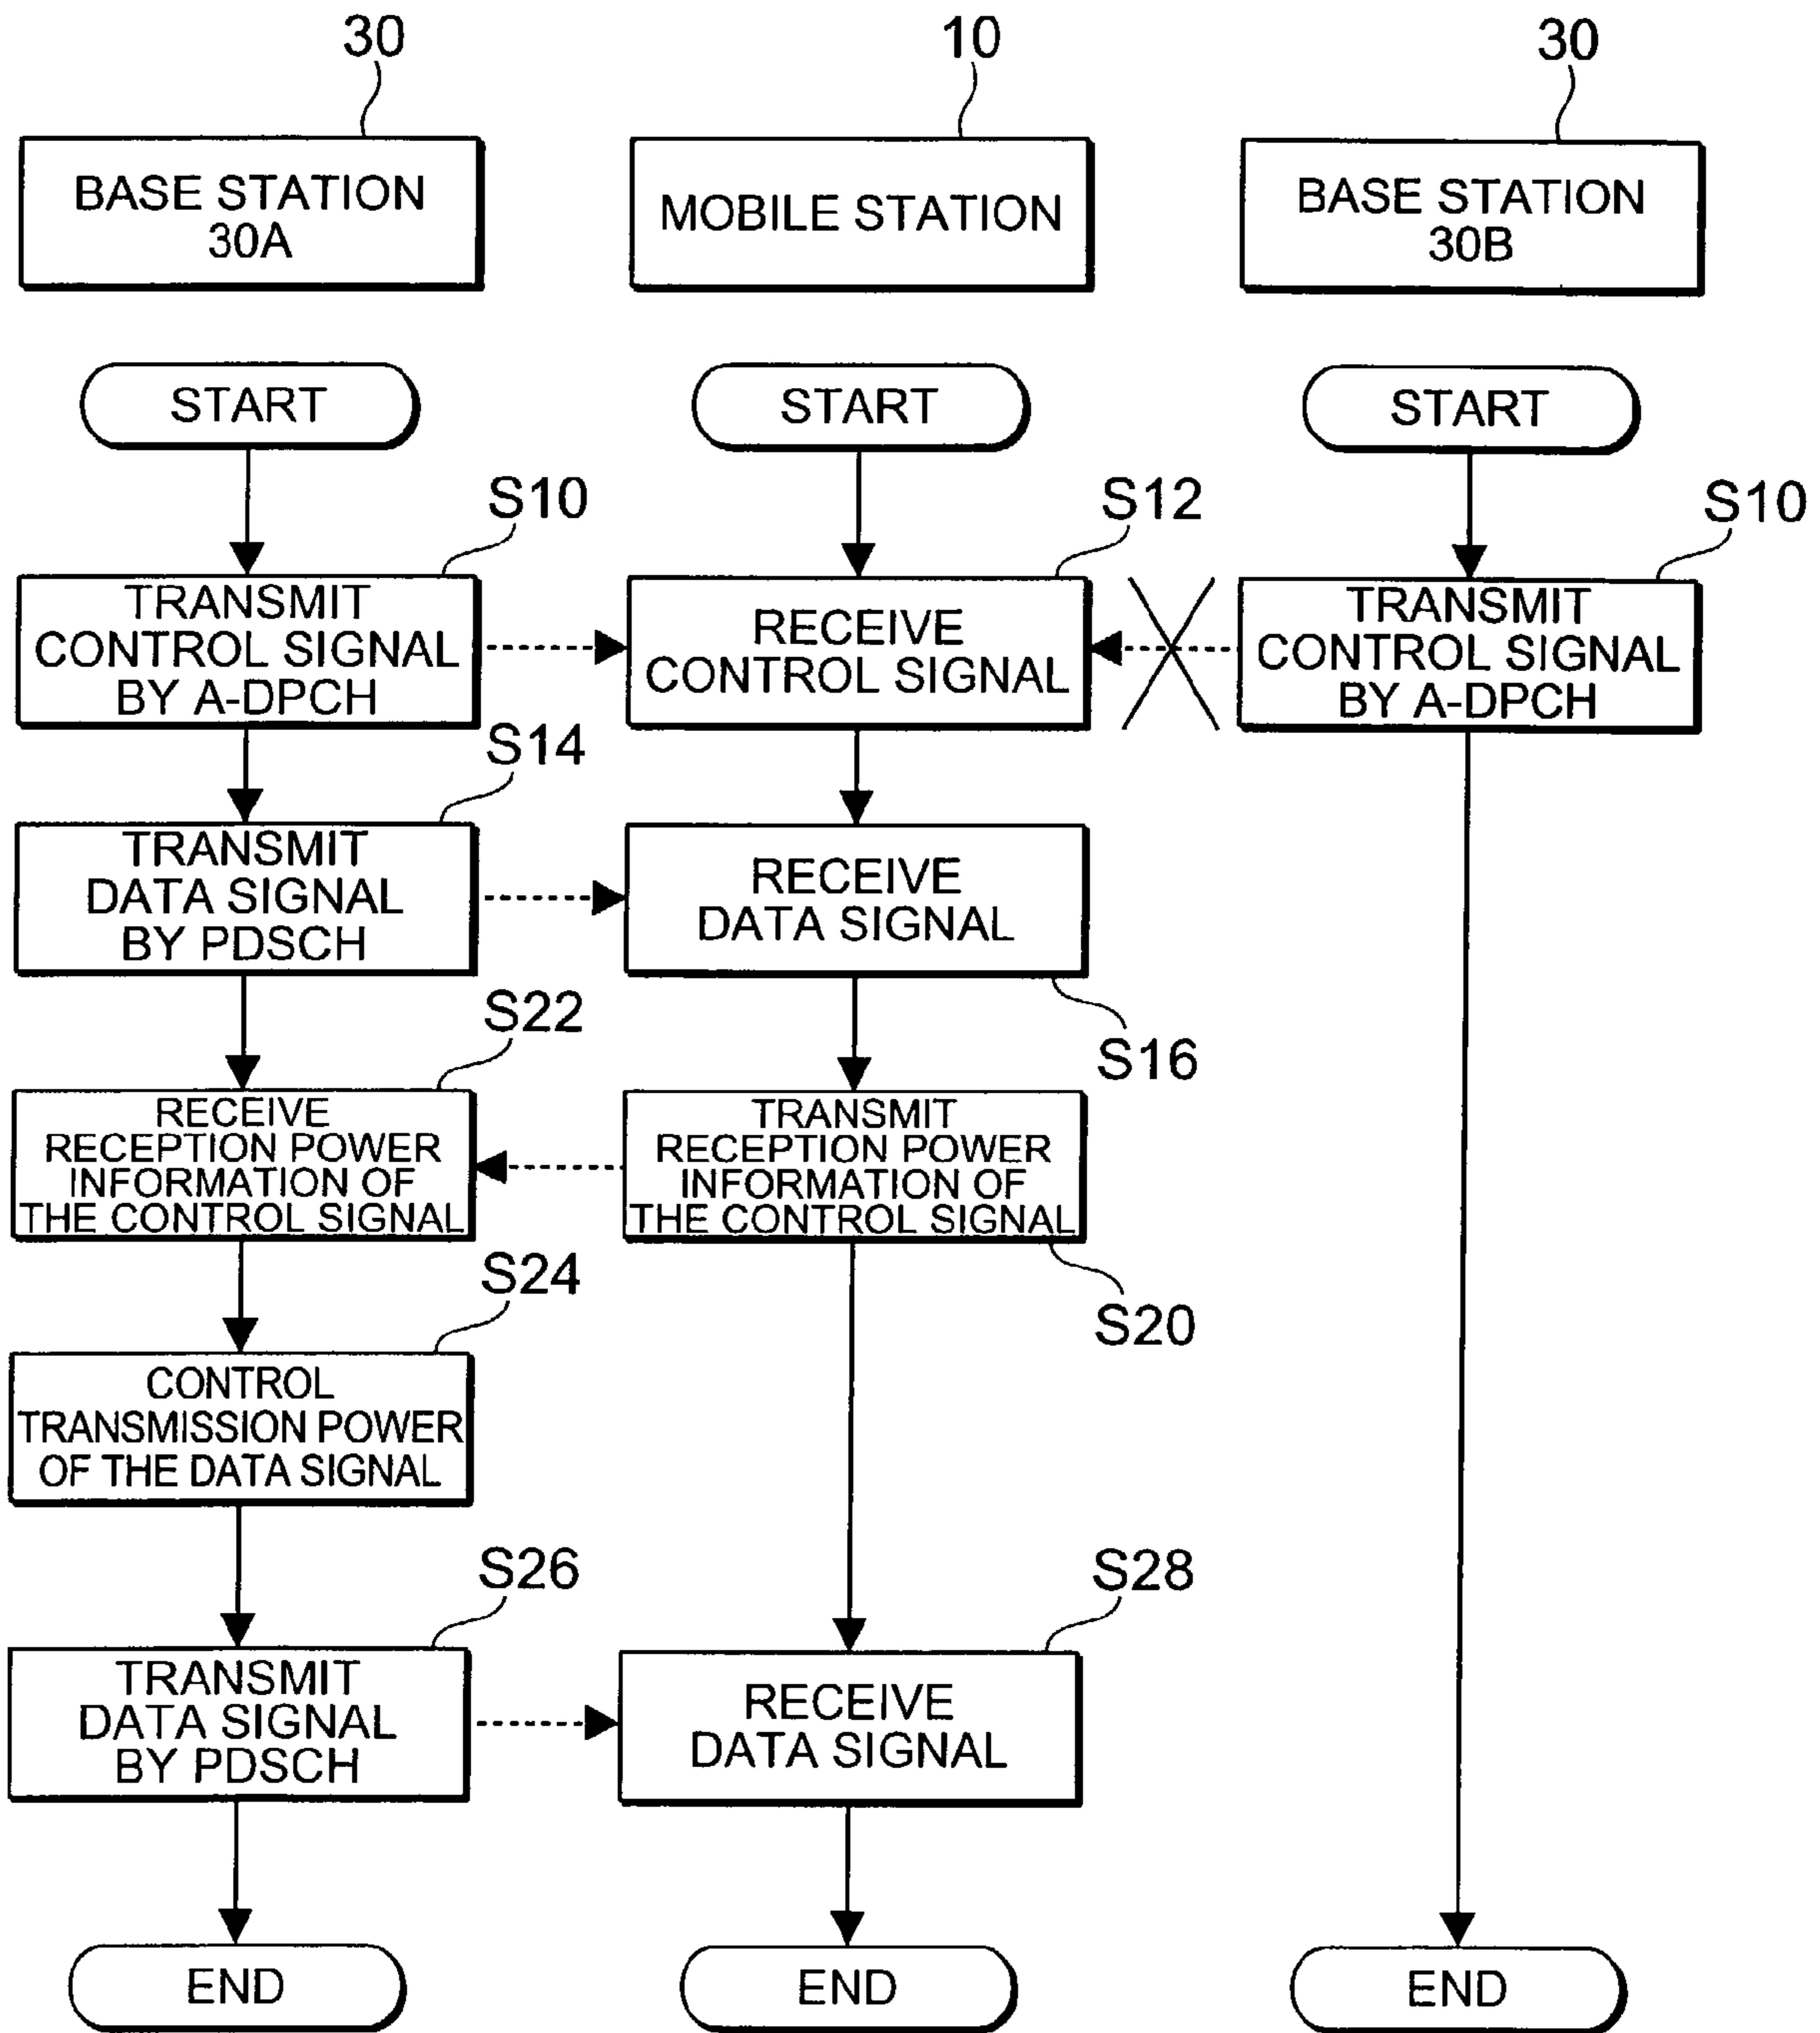 30
10
30
BASE STATION
30A
MOBILE STATION
BASE STATION
30B
START
START
START
S10
S12
S10
TRANSMIT
CONTROL SIGNAL
BY A-DPCH
RECEIVE
CONTROL SIGNAL
TRANSMIT
CONTROL SIGNAL
BY A-DPCH
S14
TRANSMIT
DATA SIGNAL
BY PDSCH
RECEIVE
DATA SIGNAL
S16
S22
RECEIVE
RECEPTION POWER
INFORMATION OF
THE CONTROL SIGNAL
TRANSMIT
RECEPTION POWER
INFORMATION OF
THE CONTROL SIGNAL
S20
S24
CONTROL
TRANSMISSION POWER
OF THE DATA SIGNAL
S26
S28
TRANSMIT
DATA SIGNAL
BY PDSCH
RECEIVE
DATA SIGNAL
END
END
END